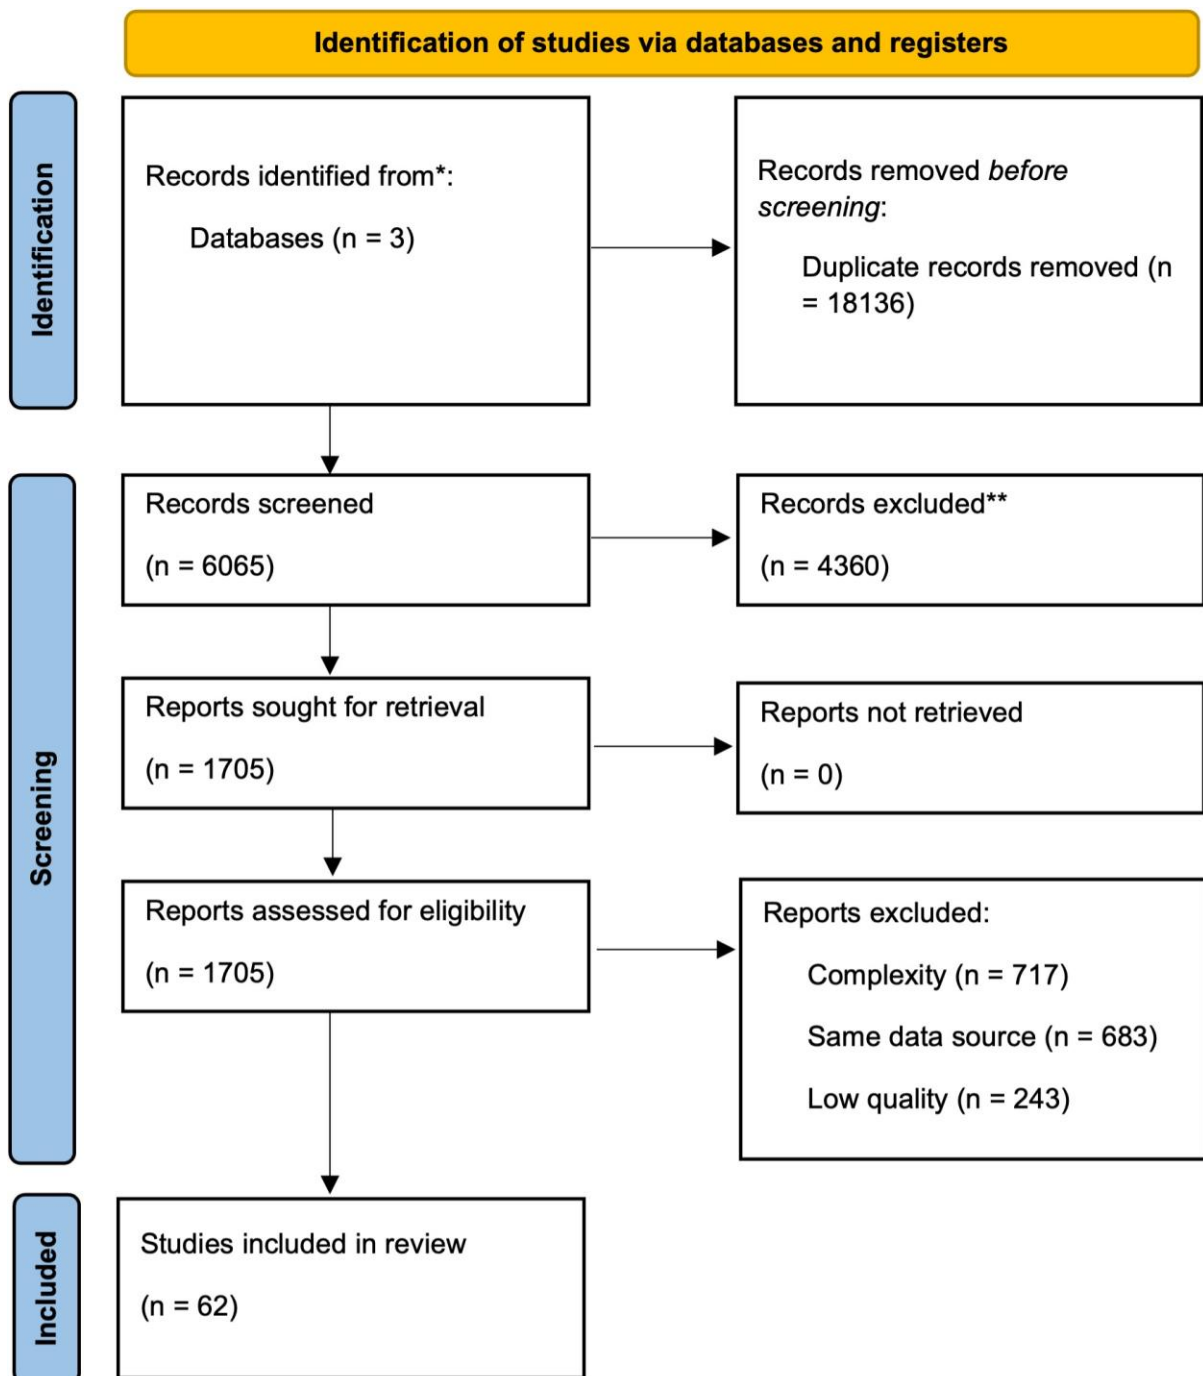 Identification of studies via databases and registers
Identification
Records identified from*:
Databases (n = 3)
Records removed before
screening:
Duplicate records removed (n
= 18136)
Screening
Records screened
(n = 6065)
Records excluded**
(n = 4360)
Reports sought for retrieval
(n = 1705)
Reports not retrieved
(n = 0)
Reports assessed for eligibility
(n = 1705)
Reports excluded:
Complexity (n = 717)
Same data source (n = 683)
Low quality (n = 243)
Included
Studies included in review
(n = 62)